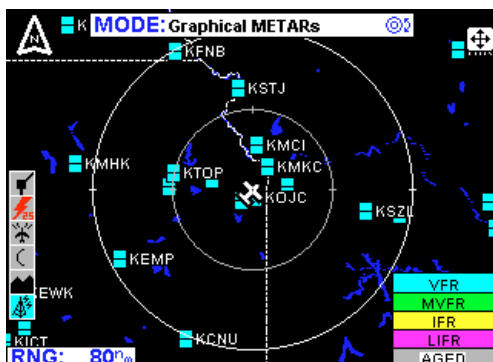 N
K
MODE: Graphical METARs
KFNB
KSTJ
KMCI
KMHK
KTOP
KMKC
KOJC
KSZL
25
KEMP
EWK
KICT
KCNU
VFR
MVFR
IFR
LIFR
AGED
RNG: 80nm